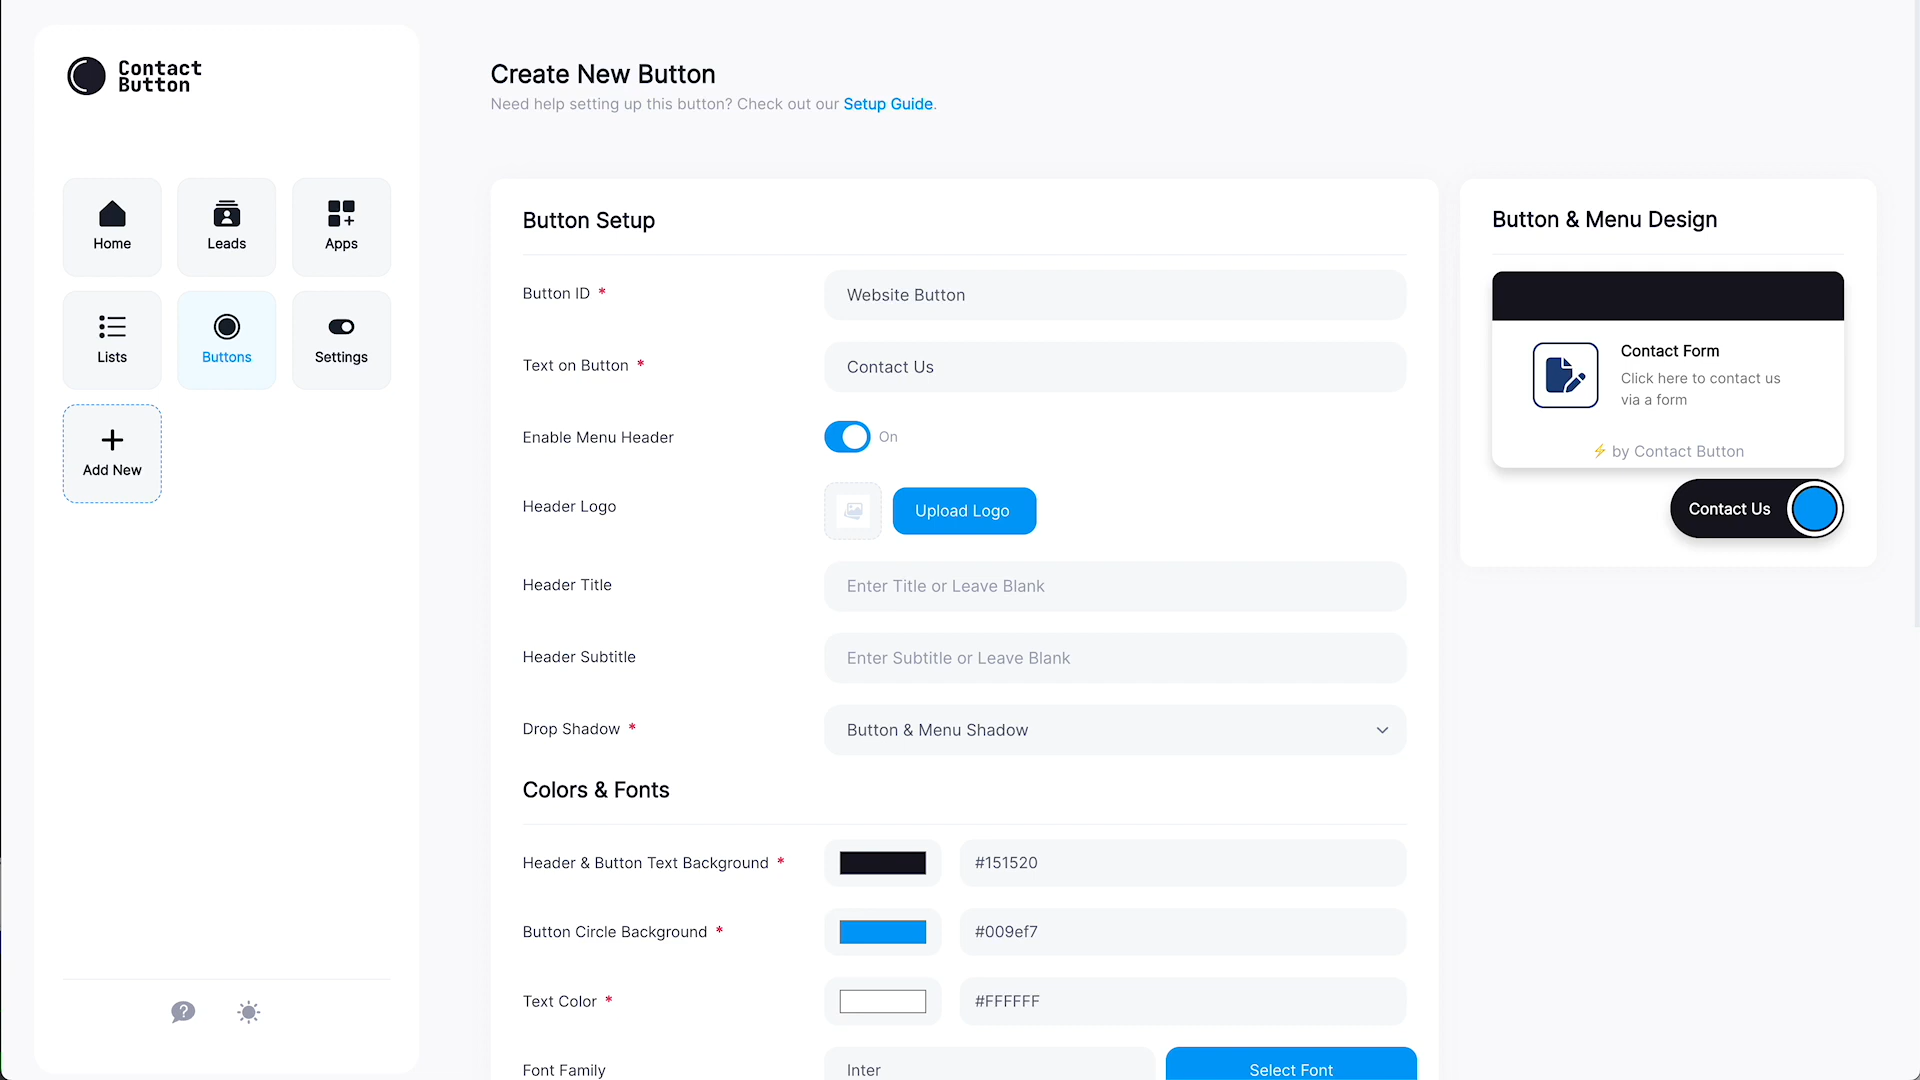 Contact
Button
Home
Leads
Apps
Lists
Buttons
Settings
Add New
Create New Button
Need help setting up this button? Check out our Setup Guide.
Button Setup
Button ID *
Website Button
Text on Button *
Contact Us
Enable Menu Header
On
Header Logo
Upload Logo
Header Title
Enter Title or Leave Blank
Header Subtitle
Enter Subtitle or Leave Blank
Drop Shadow *
Button & Menu Shadow
Colors & Fonts
Header & Button Text Background *
#151520
Button Circle Background *
#009ef7
Text Color *
#FFFFFF
Font Family
Inter
Select Font
Button & Menu Design
Contact Form
Click here to contact us
via a form
⚡ by Contact Button
Contact Us